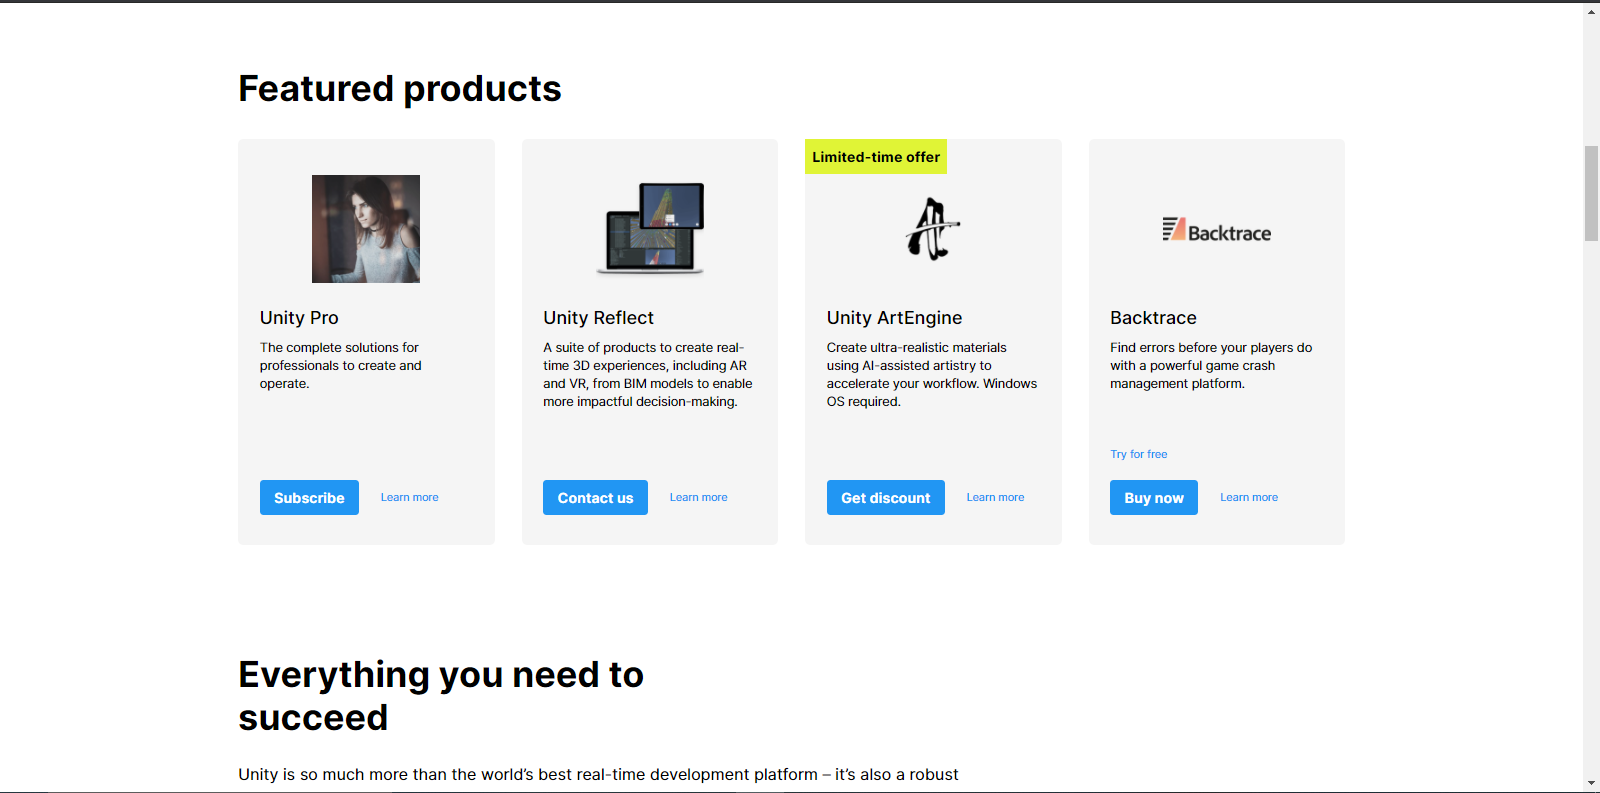 Featured products
Limited-time offer
Backtrace
Unity Pro
The complete solutions for
professionals to create and
operate.
Subscribe
Learn more
Unity Reflect
A suite of products to create real-
time 3D experiences, including AR
and VR, from BIM models to enable
more impactful decision-making.
Contact us
Learn more
Unity ArtEngine
Create ultra-realistic materials
using AI-assisted artistry to
accelerate your workflow. Windows
OS required.
Get discount
Learn more
Backtrace
Find errors before your players do
with a powerful game crash
management platform.
Try for free
Buy now
Learn more
Everything you need to
succeed
Unity is so much more than the world’s best real-time development platform – it’s also a robust